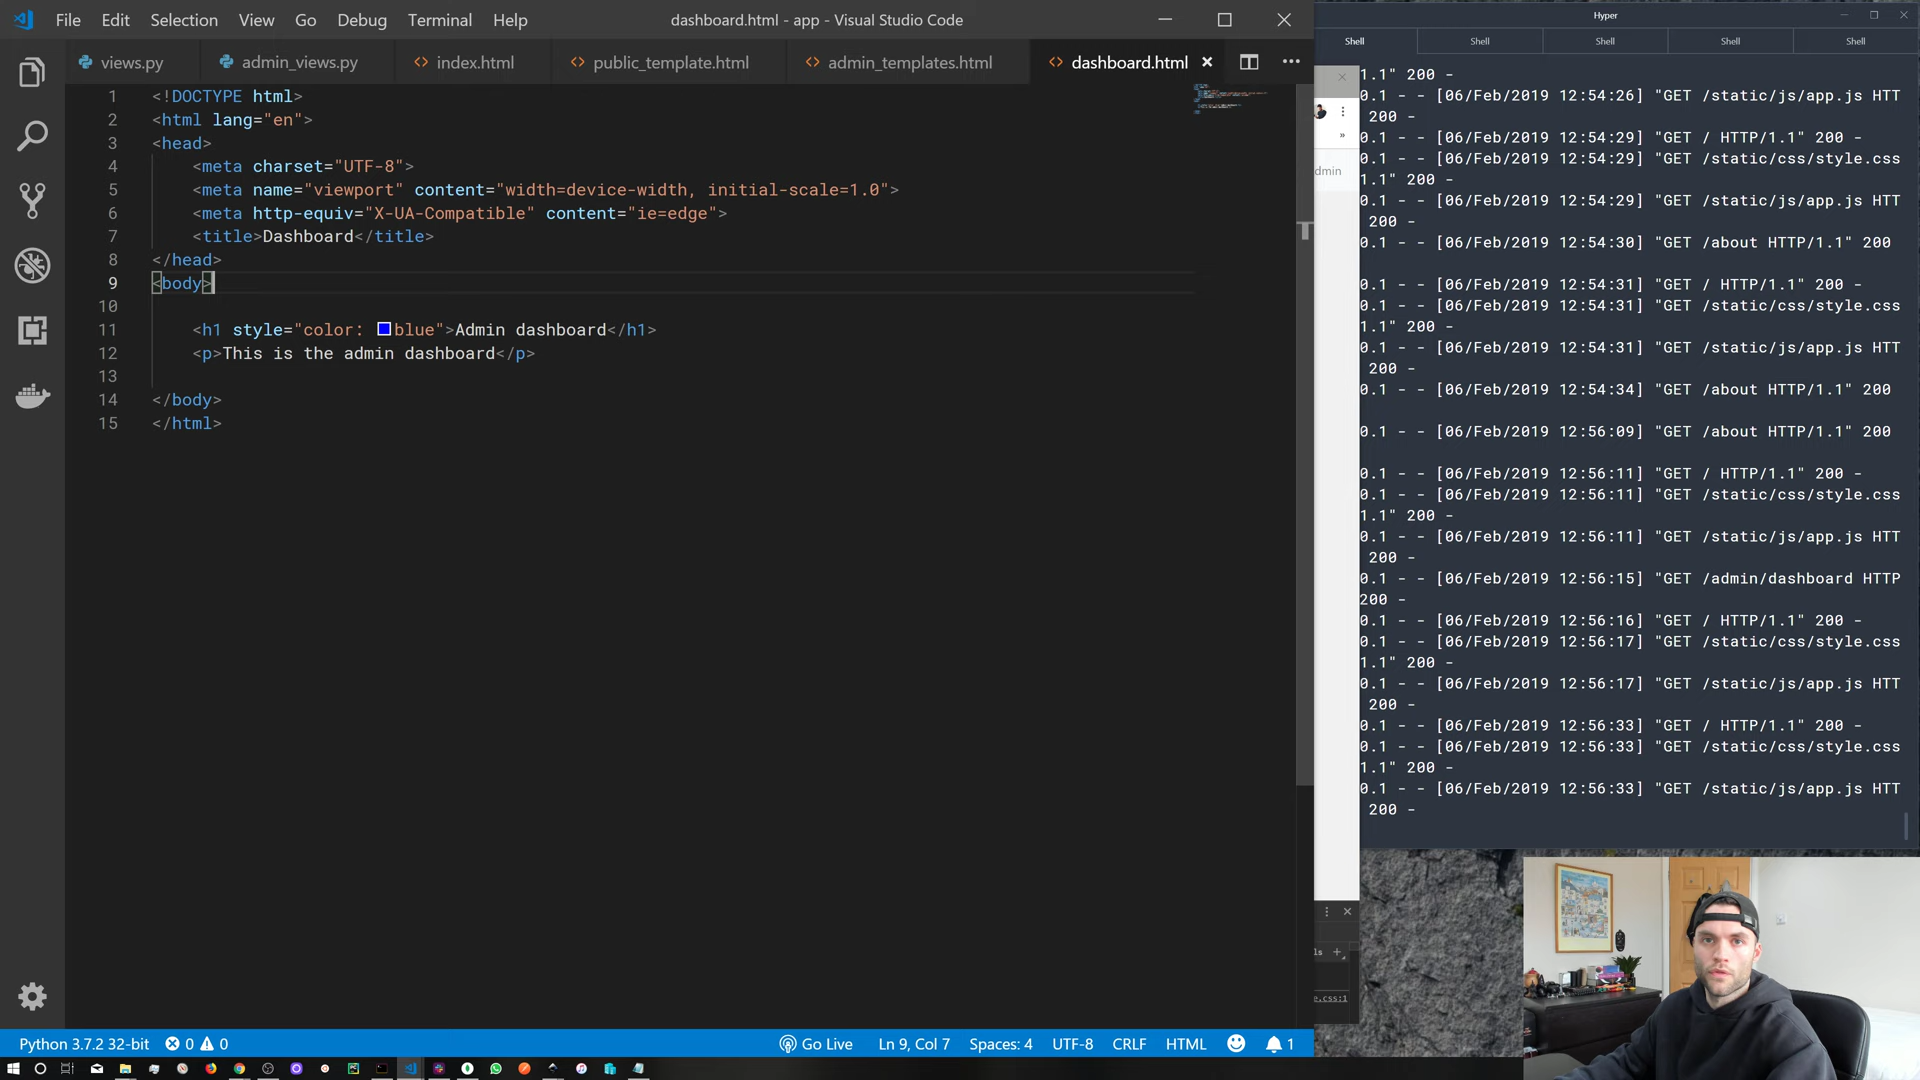 File Edit Selection View Go Debug Terminal Help
dashboard.html - app - Visual Studio Code
views.py
admin_views.py
index.html
public_template.html
admin_templates.html
dashboard.html
1 <!DOCTYPE html>
2 <html lang="en">
3 <head>
4 <meta charset="UTF-8">
5 <meta name="viewport" content="width=device-width, initial-scale=1.0">
6 <meta http-equiv="X-UA-Compatible" content="ie=edge">
7 <title>Dashboard</title>
8 </head>
9 <body>
10
11 <h1 style="color: blue">Admin dashboard</h1>
12 <p>This is the admin dashboard</p>
13
14 </body>
15 </html>
Python 3.7.2 32-bit 0 0
Go Live Ln 9, Col 7 Spaces: 4 UTF-8 CRLF HTML 1
dmin
ls
e.css:1
Hyper
Shell Shell Shell Shell Shell
1.1" 200 -
0.1 - - [06/Feb/2019 12:54:26] "GET /static/js/app.js HTT
200 -
0.1 - - [06/Feb/2019 12:54:29] "GET / HTTP/1.1" 200 -
0.1 - - [06/Feb/2019 12:54:29] "GET /static/css/style.css
1.1" 200 -
0.1 - - [06/Feb/2019 12:54:29] "GET /static/js/app.js HTT
200 -
0.1 - - [06/Feb/2019 12:54:30] "GET /about HTTP/1.1" 200
0.1 - - [06/Feb/2019 12:54:31] "GET / HTTP/1.1" 200 -
0.1 - - [06/Feb/2019 12:54:31] "GET /static/css/style.css
1.1" 200 -
0.1 - - [06/Feb/2019 12:54:31] "GET /static/js/app.js HTT
200 -
0.1 - - [06/Feb/2019 12:54:34] "GET /about HTTP/1.1" 200
0.1 - - [06/Feb/2019 12:56:09] "GET /about HTTP/1.1" 200
0.1 - - [06/Feb/2019 12:56:11] "GET / HTTP/1.1" 200 -
0.1 - - [06/Feb/2019 12:56:11] "GET /static/css/style.css
1.1" 200 -
0.1 - - [06/Feb/2019 12:56:11] "GET /static/js/app.js HTT
200 -
0.1 - - [06/Feb/2019 12:56:15] "GET /admin/dashboard HTTP
200 -
0.1 - - [06/Feb/2019 12:56:16] "GET / HTTP/1.1" 200 -
0.1 - - [06/Feb/2019 12:56:17] "GET /static/css/style.css
1.1" 200 -
0.1 - - [06/Feb/2019 12:56:17] "GET /static/js/app.js HTT
200 -
0.1 - - [06/Feb/2019 12:56:33] "GET / HTTP/1.1" 200 -
0.1 - - [06/Feb/2019 12:56:33] "GET /static/css/style.css
1.1" 200 -
0.1 - - [06/Feb/2019 12:56:33] "GET /static/js/app.js HTT
200 -